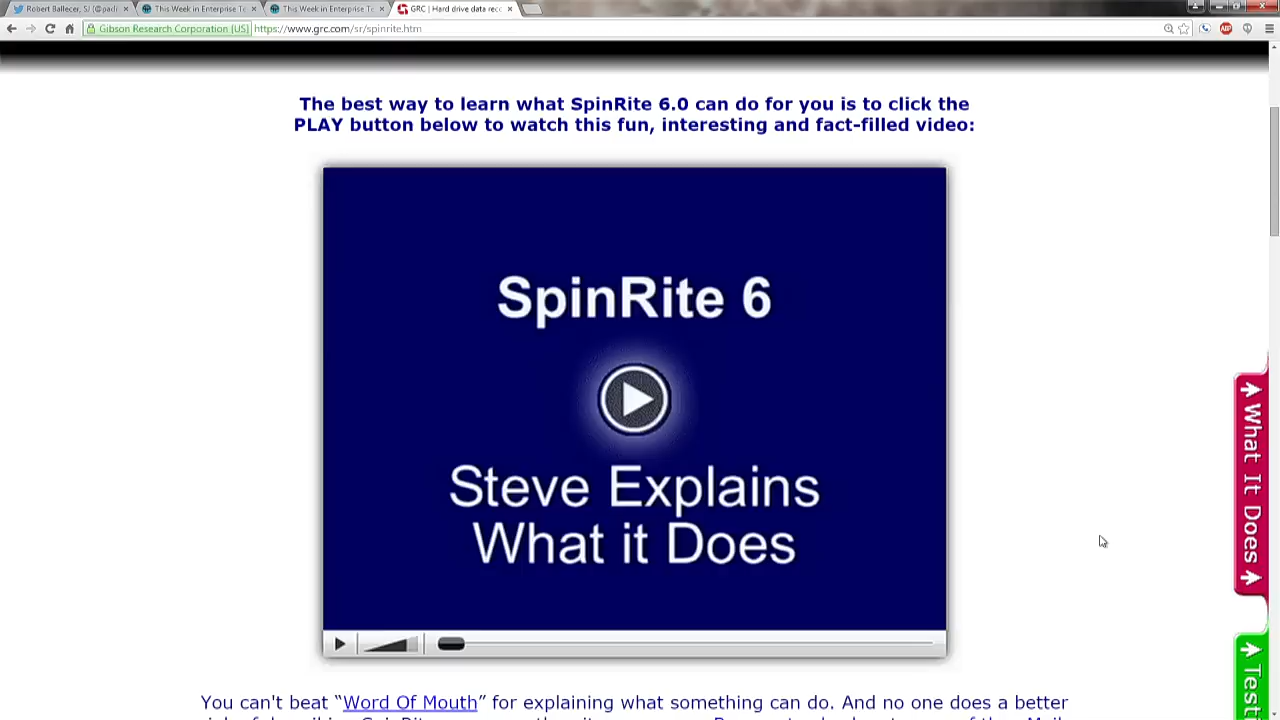 Robert Ballecer, SJ (@padr
This Week in Enterprise Te
This Week in Enterprise Te
GRC | Hard drive data reco
Gibson Research Corporation [US]
https://www.grc.com/sr/spinrite.htm
ABP
The best way to learn what SpinRite 6.0 can do for you is to click the
PLAY button below to watch this fun, interesting and fact-filled video:
SpinRite 6
Steve Explains
What it Does
What It Does
Test
You can't beat “Word Of Mouth” for explaining what something can do. And no one does a better